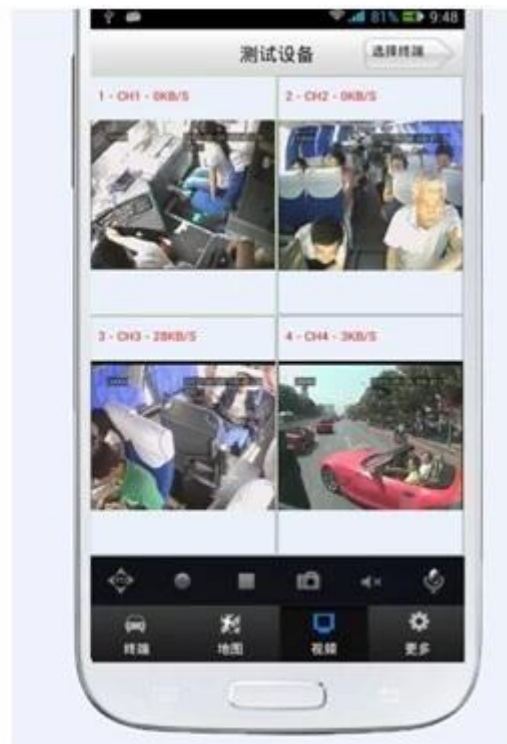 81% 9:48
测试设备
选择终端
1 - CH1 - 0KB/S
2 - CH2 - 0KB/S
3 - CH3 - 28KB/S
4 - CH4 - 3KB/S
终端
地图
视频
更多